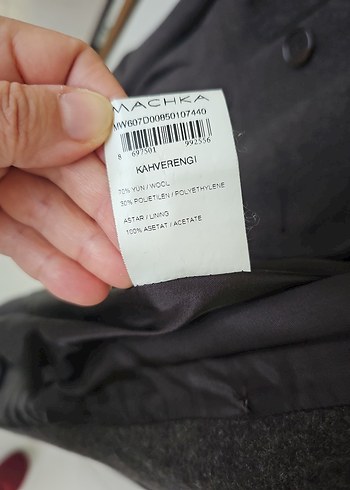 MACHKA
MW607D00850107440
8 697501 992556
KAHVERENGI
70% YUN / WOOL
30% POLIETILEN / POLYETHYLENE
ASTAR / LINING
100% ASETAT / ACETATE